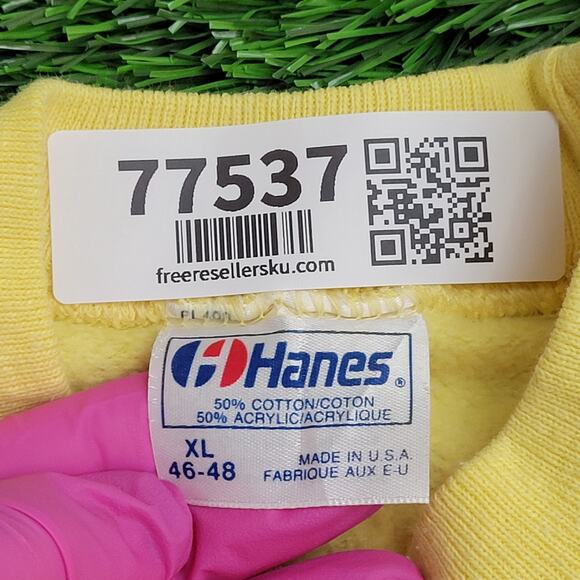 77537
freeresellersku.com
Hanes®
50% COTTON/COTON
50% ACRYLIC/ACRYLIQUE
XL
46-48
MADE IN U.S.A.
FABRIQUE AUX E-U